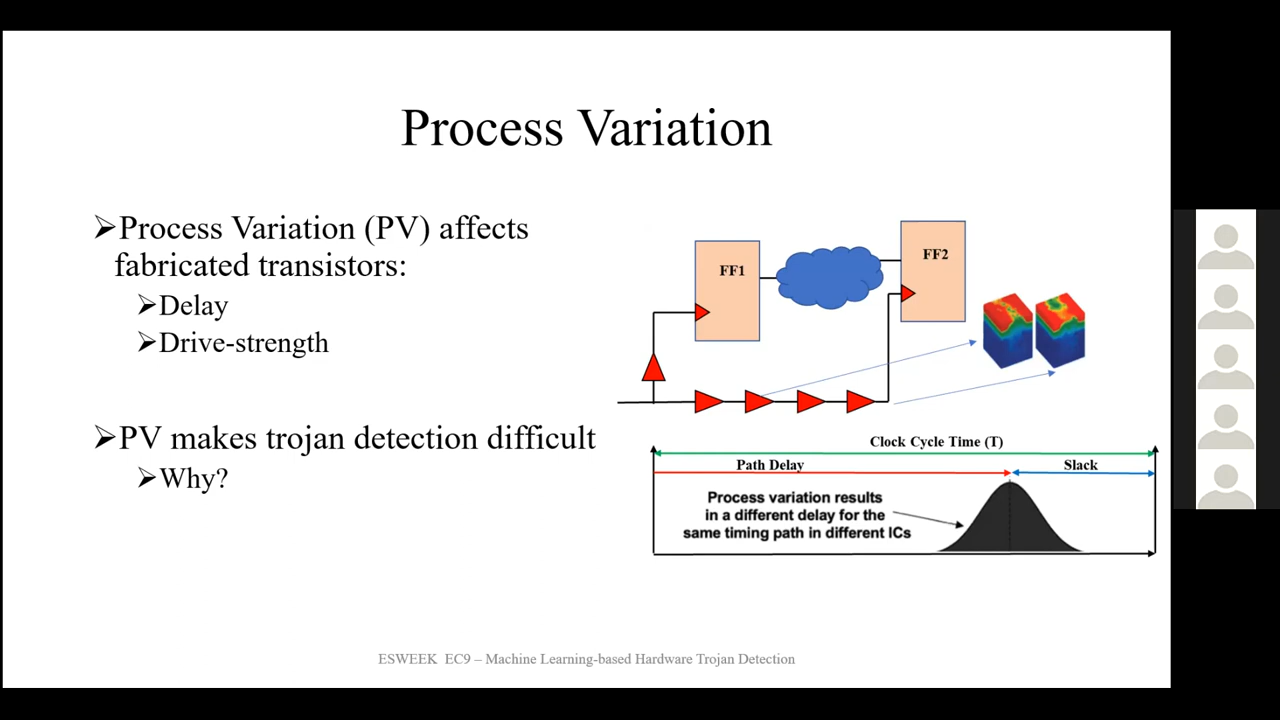 Process Variation
➢Process Variation (PV) affects
fabricated transistors:
➢Delay
➢Drive-strength
➢PV makes trojan detection difficult
➢Why?
FF1
FF2
Clock Cycle Time (T)
Path Delay
Slack
Process variation results
in a different delay for the
same timing path in different ICs
ESWEEK EC9 – Machine Learning-based Hardware Trojan Detection